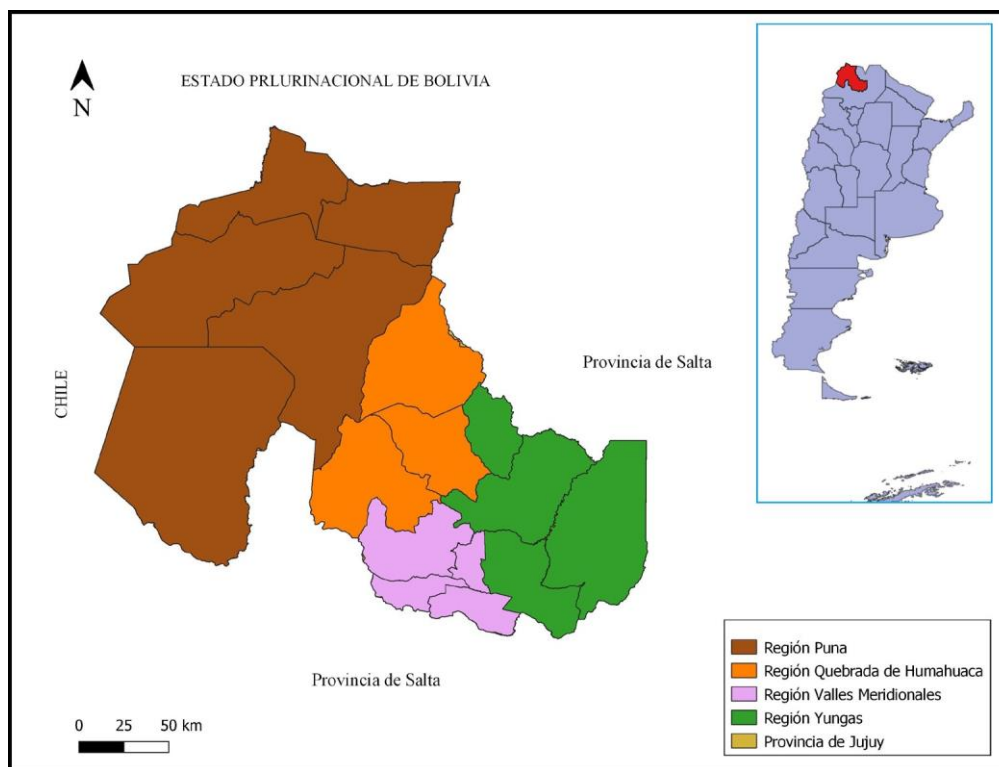 ESTADO PRLURINACIONAL DE BOLIVIA
N
Provincia de Salta
CHILE
Provincia de Salta
0 25 50 km
Región Puna
Región Quebrada de Humahuaca
Región Valles Meridionales
Región Yungas
Provincia de Jujuy